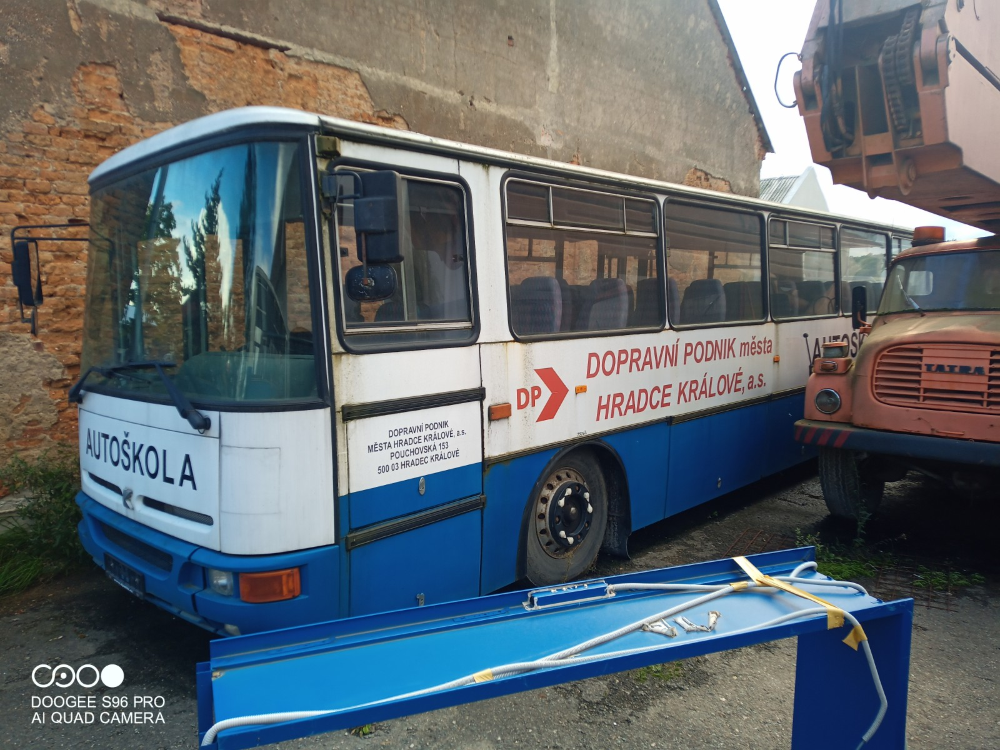 AUTOŠKOLA
DOPRAVNÍ PODNIK
MĚSTA HRADCE KRÁLOVÉ, a.s.
POUCHOVSKÁ 153
500 03 HRADEC KRÁLOVÉ
DP
DOPRAVNÍ PODNIK města
HRADCE KRÁLOVÉ, a.s.
TATRA
DOOGEE S96 PRO
AI QUAD CAMERA